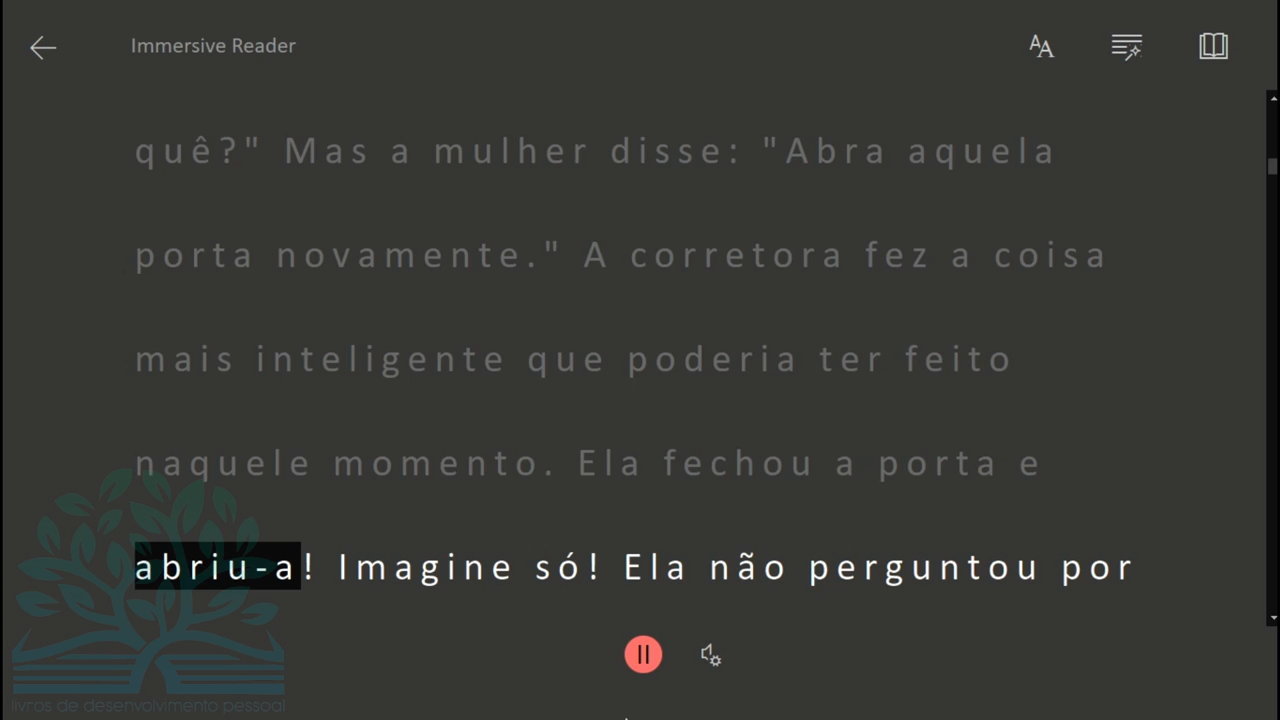 Immersive Reader
quê?" Mas a mulher disse: "Abra aquela
porta novamente." A corretora fez a coisa
mais inteligente que poderia ter feito
naquele momento. Ela fechou a porta e
abriu-a! Imagine só! Ela não perguntou por
livros de desenvolvimento pessoal